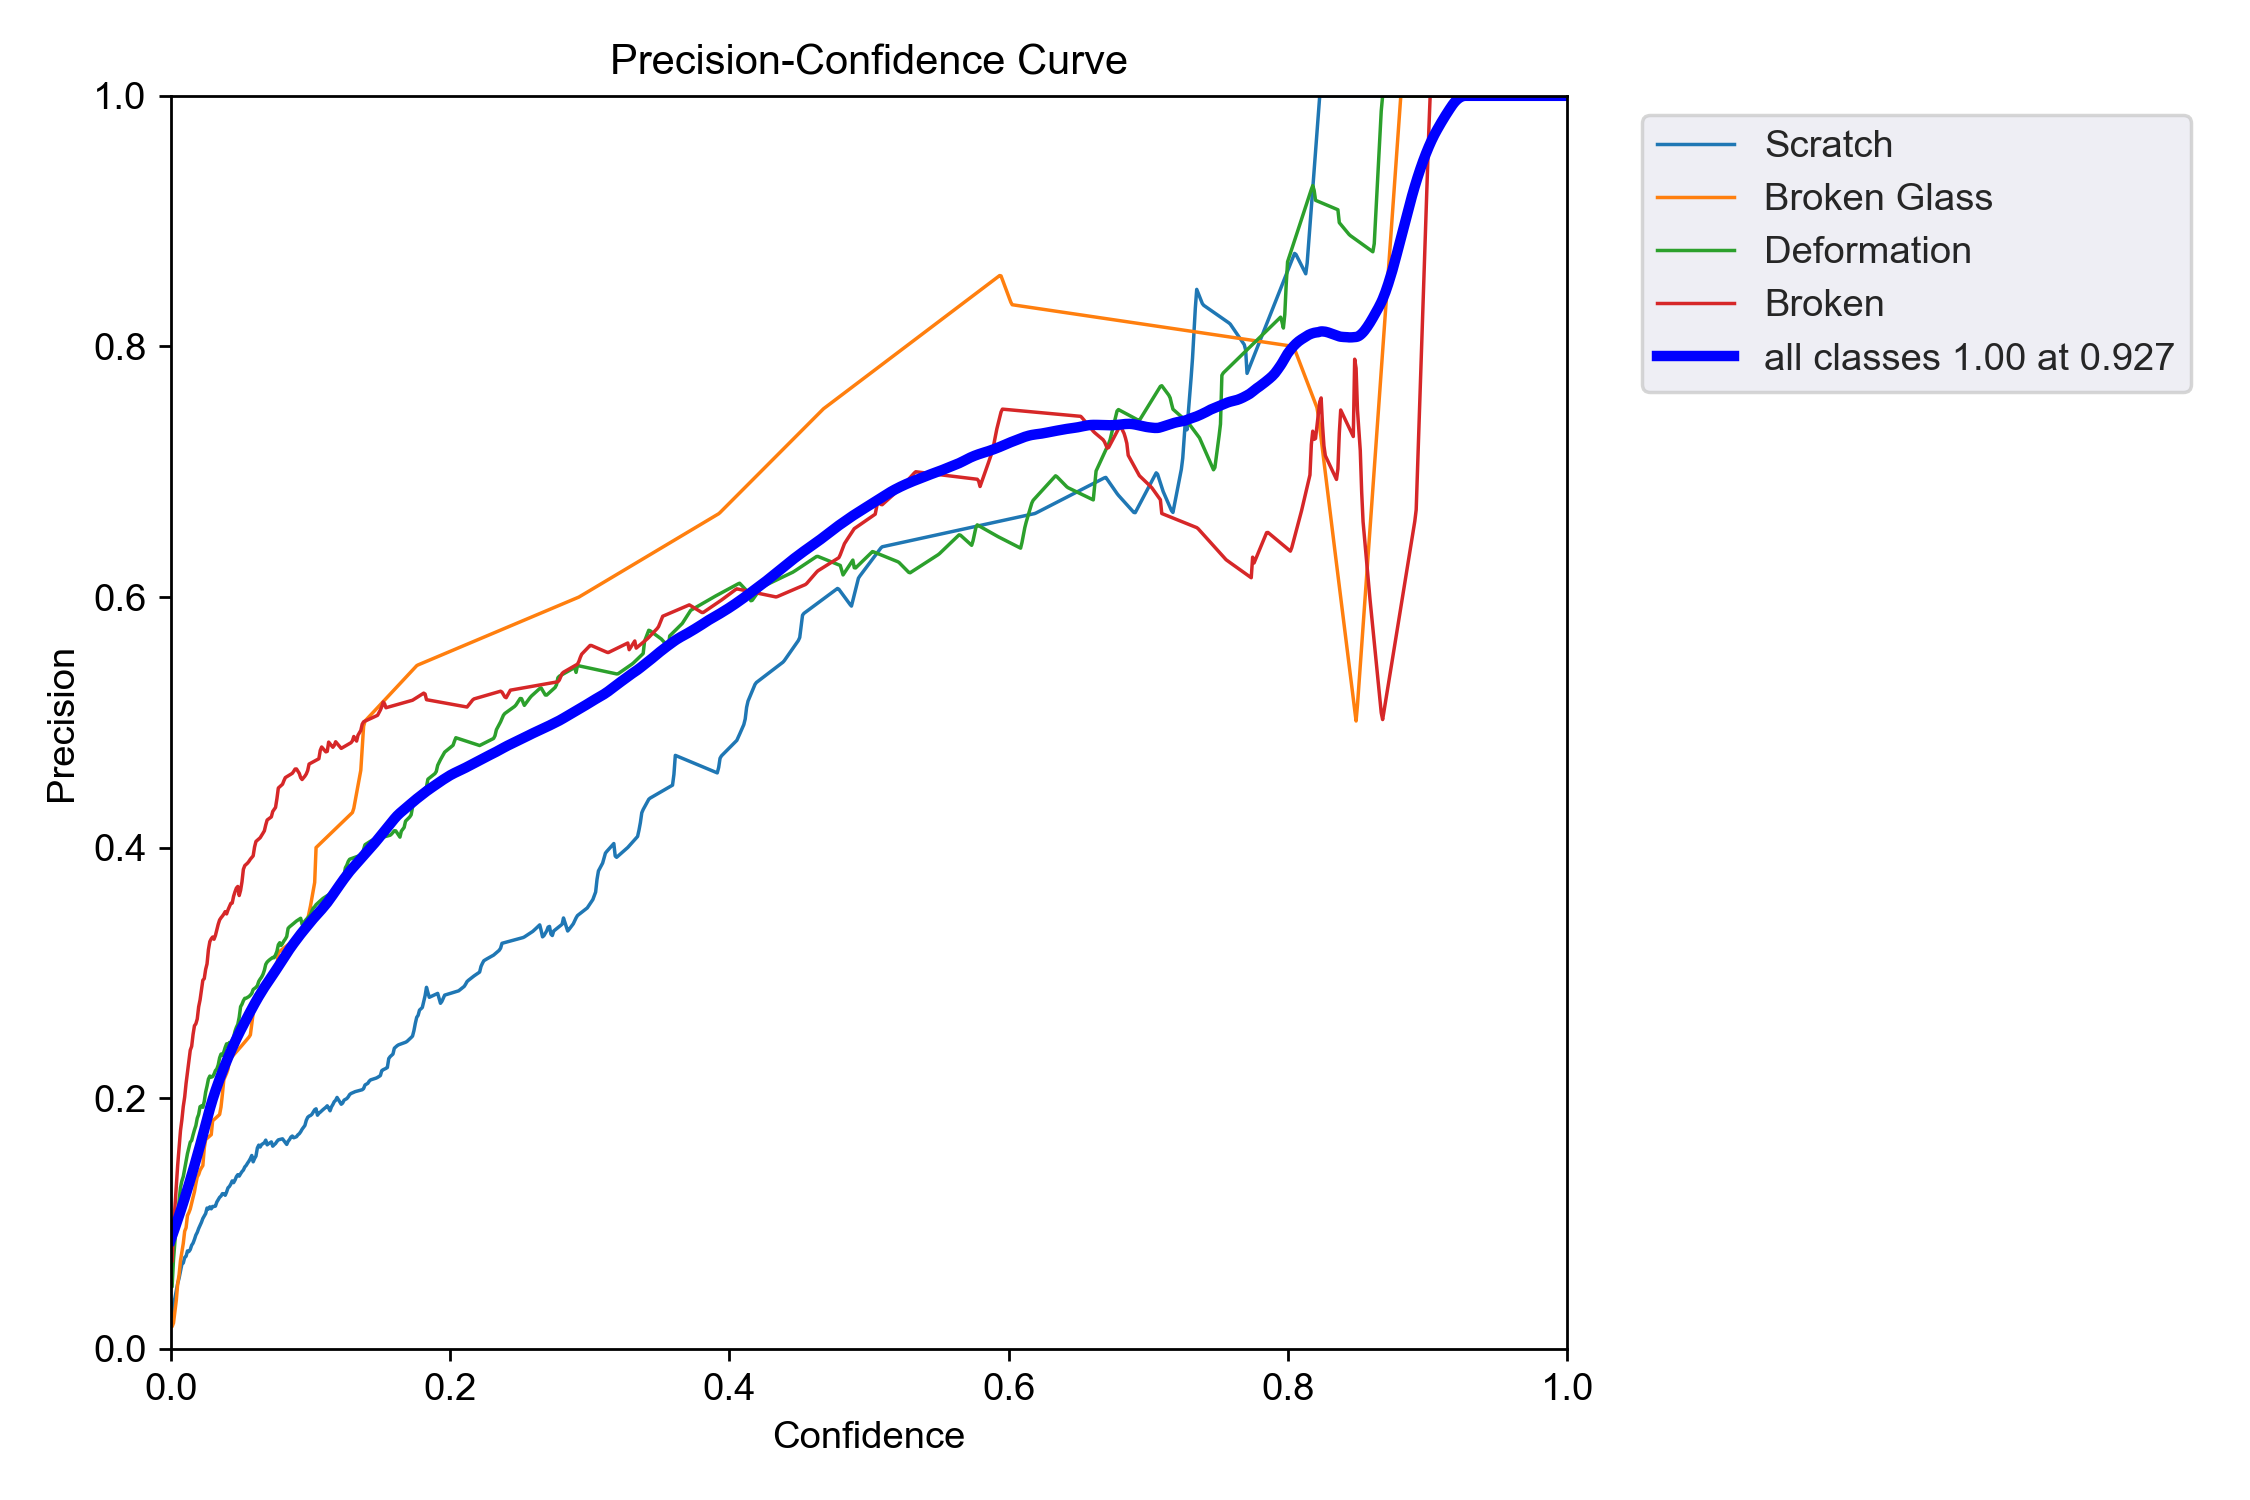 Precision-Confidence Curve
1.0
0.8
0.6
0.4
0.2
0.0
Precision
0.0 0.2 0.4 0.6 0.8 1.0
Confidence
Scratch
Broken Glass
Deformation
Broken
all classes 1.00 at 0.927